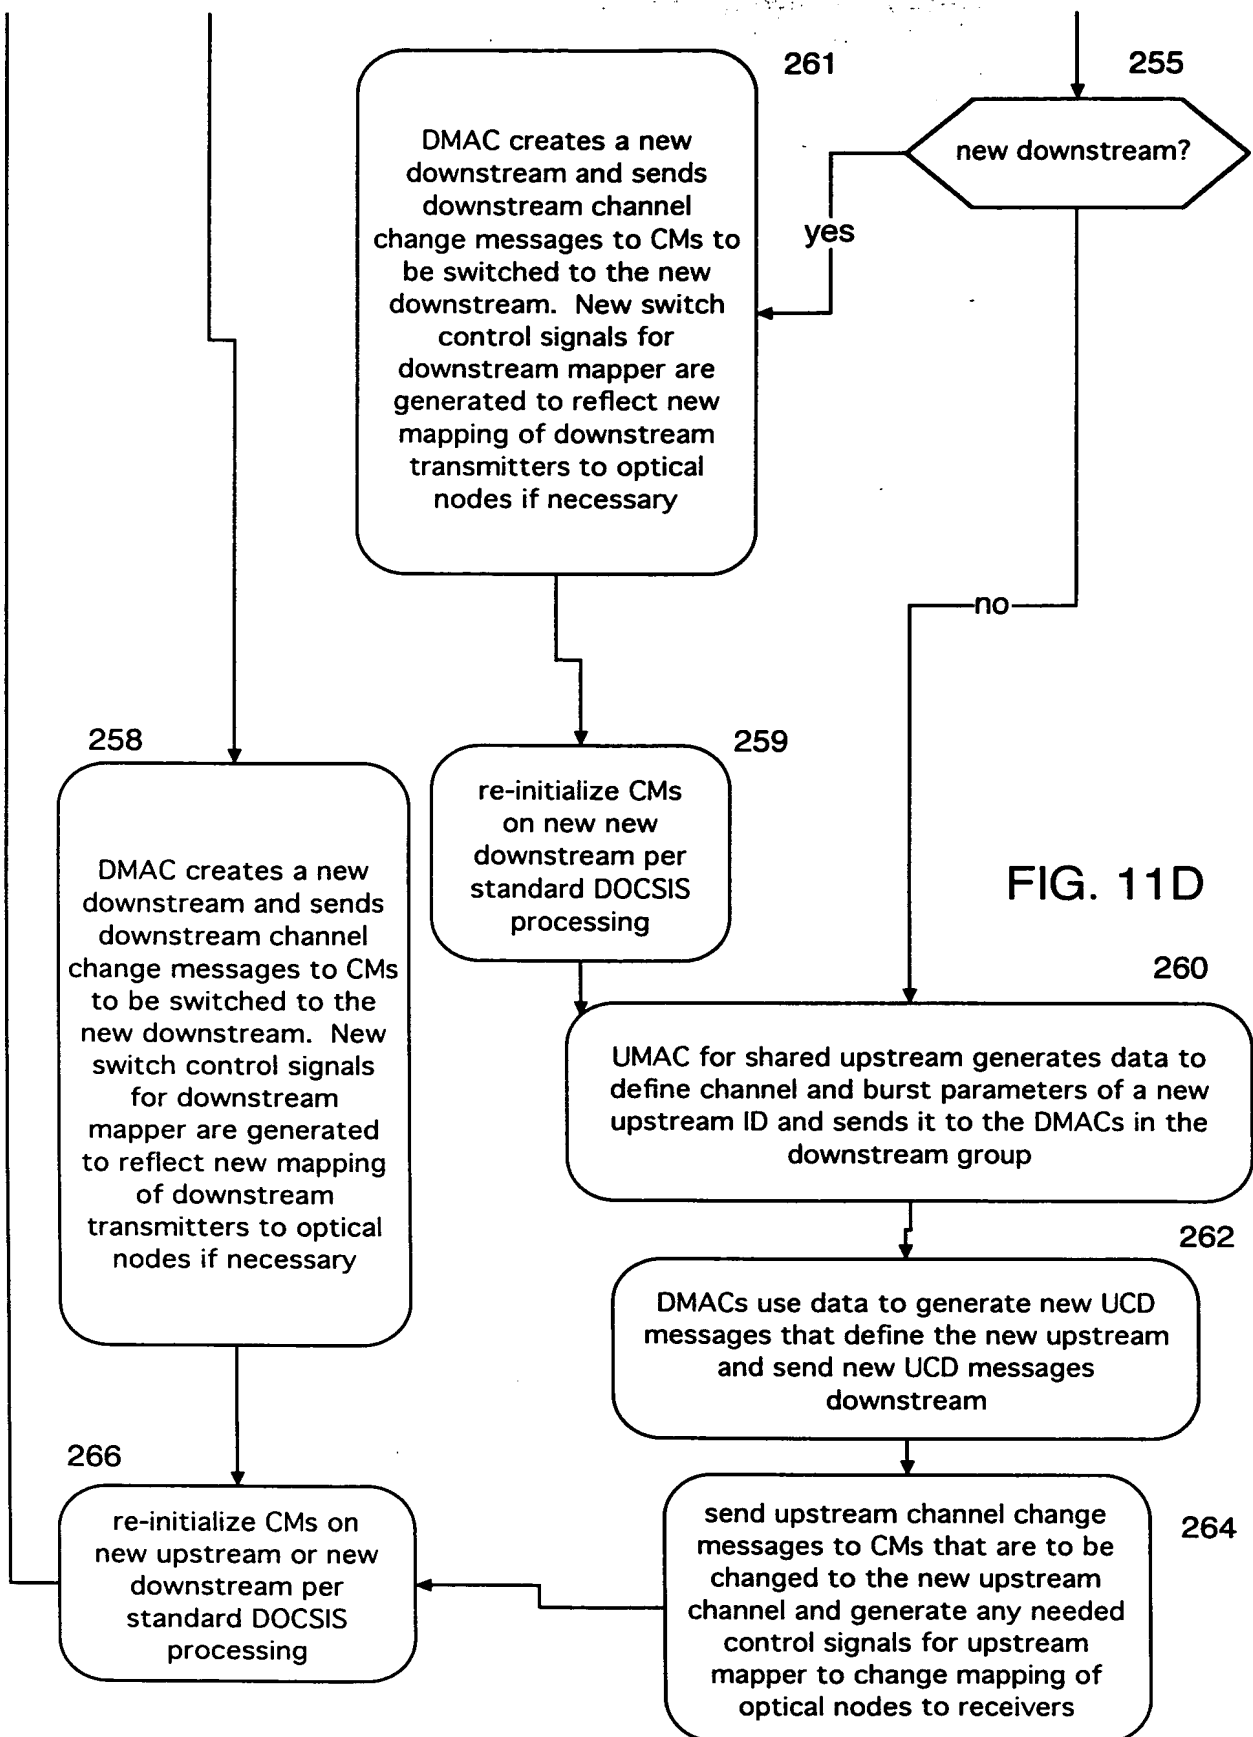 261
255
new downstream?
yes
DMAC creates a new
downstream and sends
downstream channel
change messages to CMs to
be switched to the new
downstream. New switch
control signals for
downstream mapper are
generated to reflect new
mapping of downstream
transmitters to optical
nodes if necessary
no
258
DMAC creates a new
downstream and sends
downstream channel
change messages to CMs
to be switched to the
new downstream. New
switch control signals
for downstream
mapper are generated
to reflect new mapping
of downstream
transmitters to optical
nodes if necessary
259
re-initialize CMs
on new new
downstream per
standard DOCSIS
processing
FIG. 11D
260
UMAC for shared upstream generates data to
define channel and burst parameters of a new
upstream ID and sends it to the DMACs in the
downstream group
262
DMACs use data to generate new UCD
messages that define the new upstream
and send new UCD messages
downstream
264
send upstream channel change
messages to CMs that are to be
changed to the new upstream
channel and generate any needed
control signals for upstream
mapper to change mapping of
optical nodes to receivers
266
re-initialize CMs on
new upstream or new
downstream per
standard DOCSIS
processing